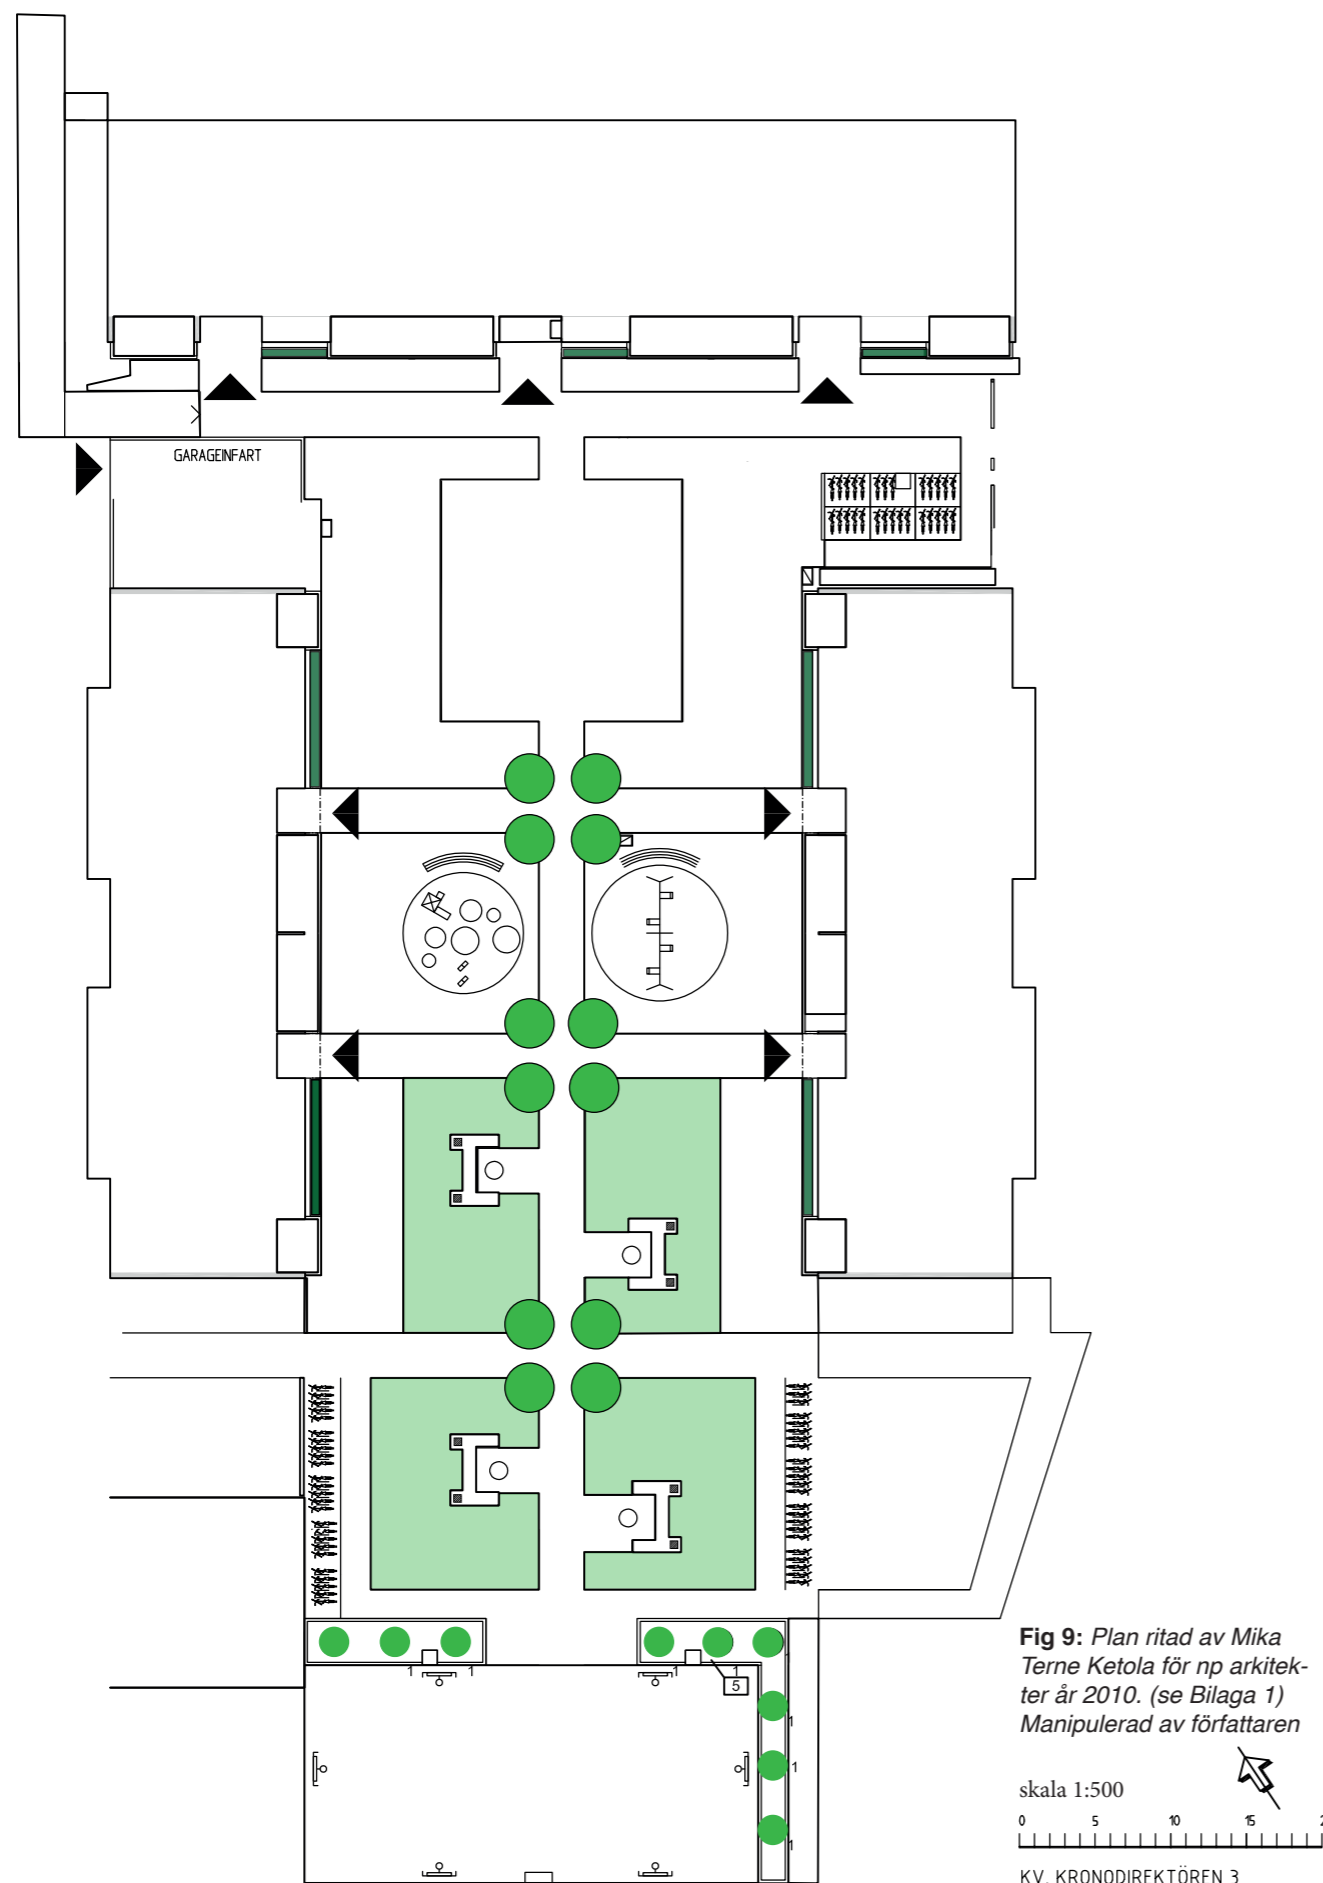 GARAGEINFART
1
1
1
1
5
1
1
1
Fig 9: Plan ritad av Mika
Terne Ketola för np arkitek-
ter år 2010. (se Bilaga 1)
Manipulerad av författaren
skala 1:500
0 5 10 15 2
KV. KRONODIREKTÖREN 3